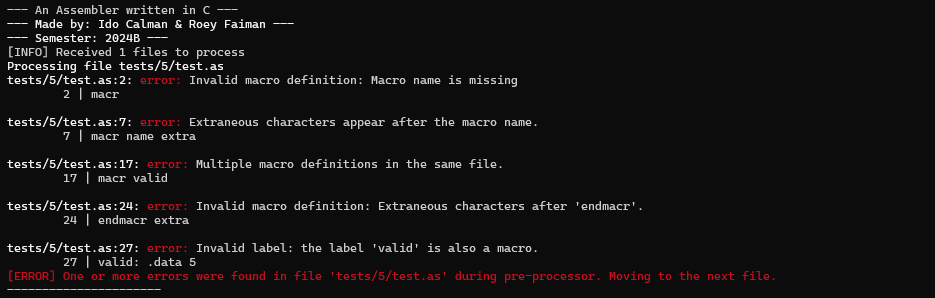 --- An Assembler written in C ---
--- Made by: Ido Calman & Roey Faiman ---
--- Semester: 2024B ---
[INFO] Received 1 files to process
Processing file tests/5/test.as
tests/5/test.as:2: error: Invalid macro definition: Macro name is missing
2 | macr
tests/5/test.as:7: error: Extraneous characters appear after the macro name.
7 | macr name extra
tests/5/test.as:17: error: Multiple macro definitions in the same file.
17 | macr valid
tests/5/test.as:24: error: Invalid macro definition: Extraneous characters after 'endmacr'.
24 | endmacr extra
tests/5/test.as:27: error: Invalid label: the label 'valid' is also a macro.
27 | valid: .data 5
[ERROR] One or more errors were found in file 'tests/5/test.as' during pre-processor. Moving to the next file.
----------------------